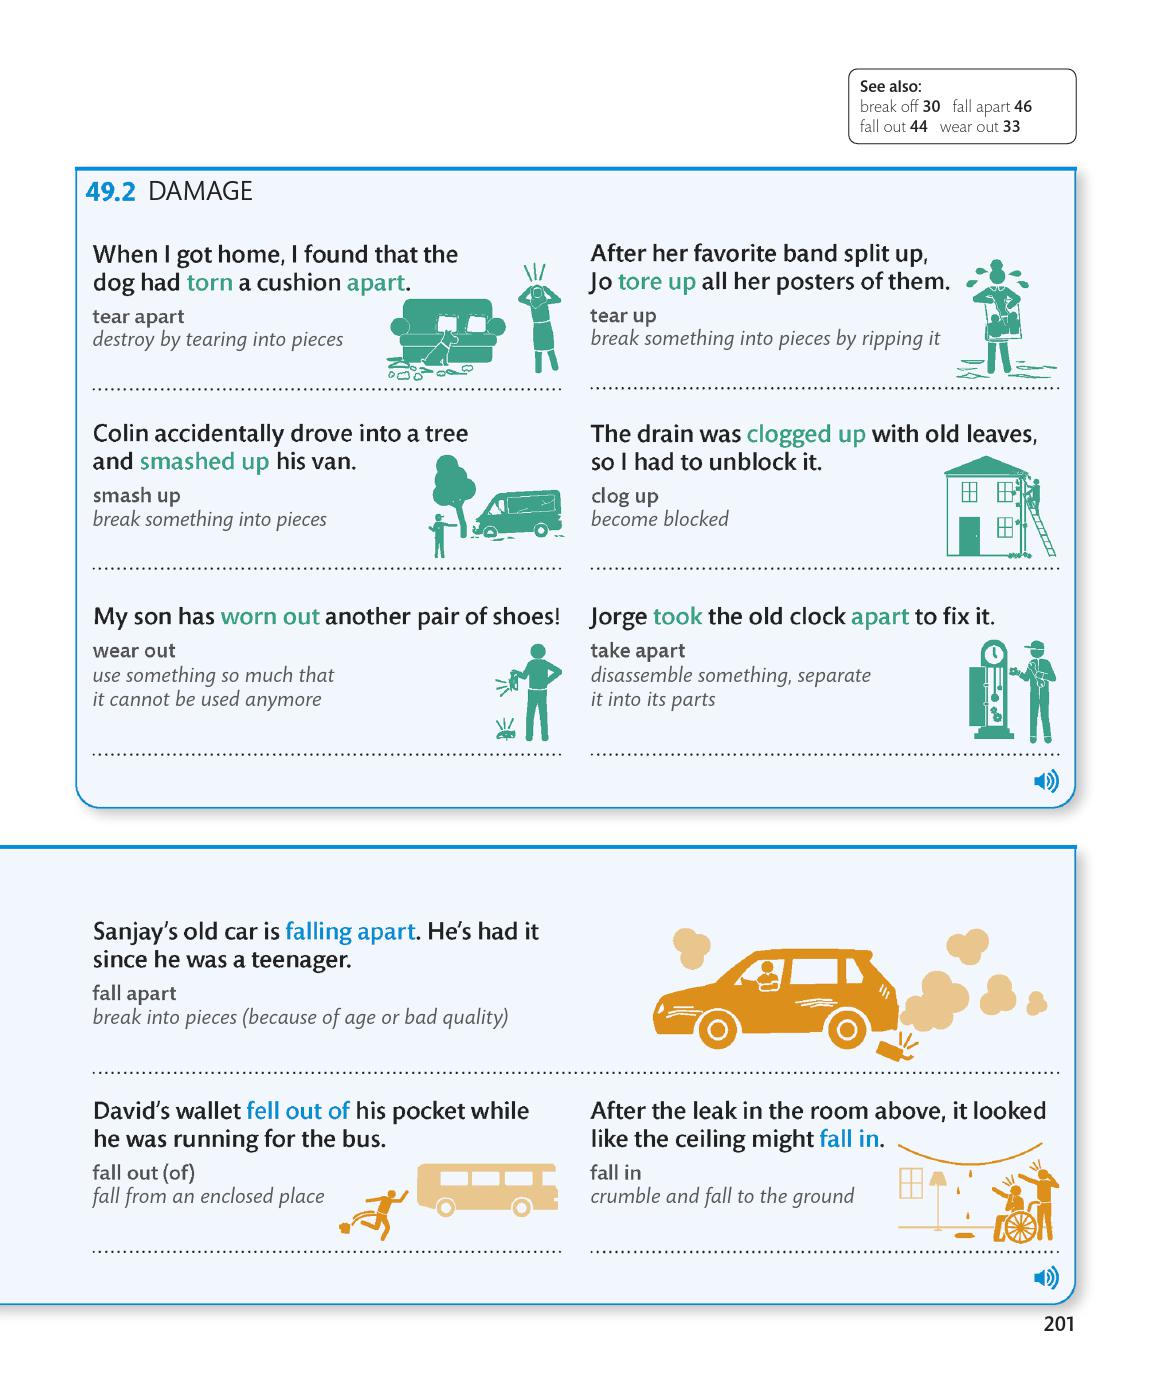 See also:
break off 30 fall apart 46
fall out 44 wear out 33
49.2 DAMAGE
When I got home, I found that the
dog had torn a cushion apart.
tear apart
destroy by tearing into pieces
After her favorite band split up,
Jo tore up all her posters of them.
tear up
break something into pieces by ripping it
Colin accidentally drove into a tree
and smashed up his van.
smash up
break something into pieces
The drain was clogged up with old leaves,
so I had to unblock it.
clog up
become blocked
My son has worn out another pair of shoes!
wear out
use something so much that
it cannot be used anymore
Jorge took the old clock apart to fix it.
take apart
disassemble something, separate
it into its parts
Sanjay’s old car is falling apart. He’s had it
since he was a teenager.
fall apart
break into pieces (because of age or bad quality)
David’s wallet fell out of his pocket while
he was running for the bus.
fall out (of)
fall from an enclosed place
After the leak in the room above, it looked
like the ceiling might fall in.
fall in
crumble and fall to the ground
201